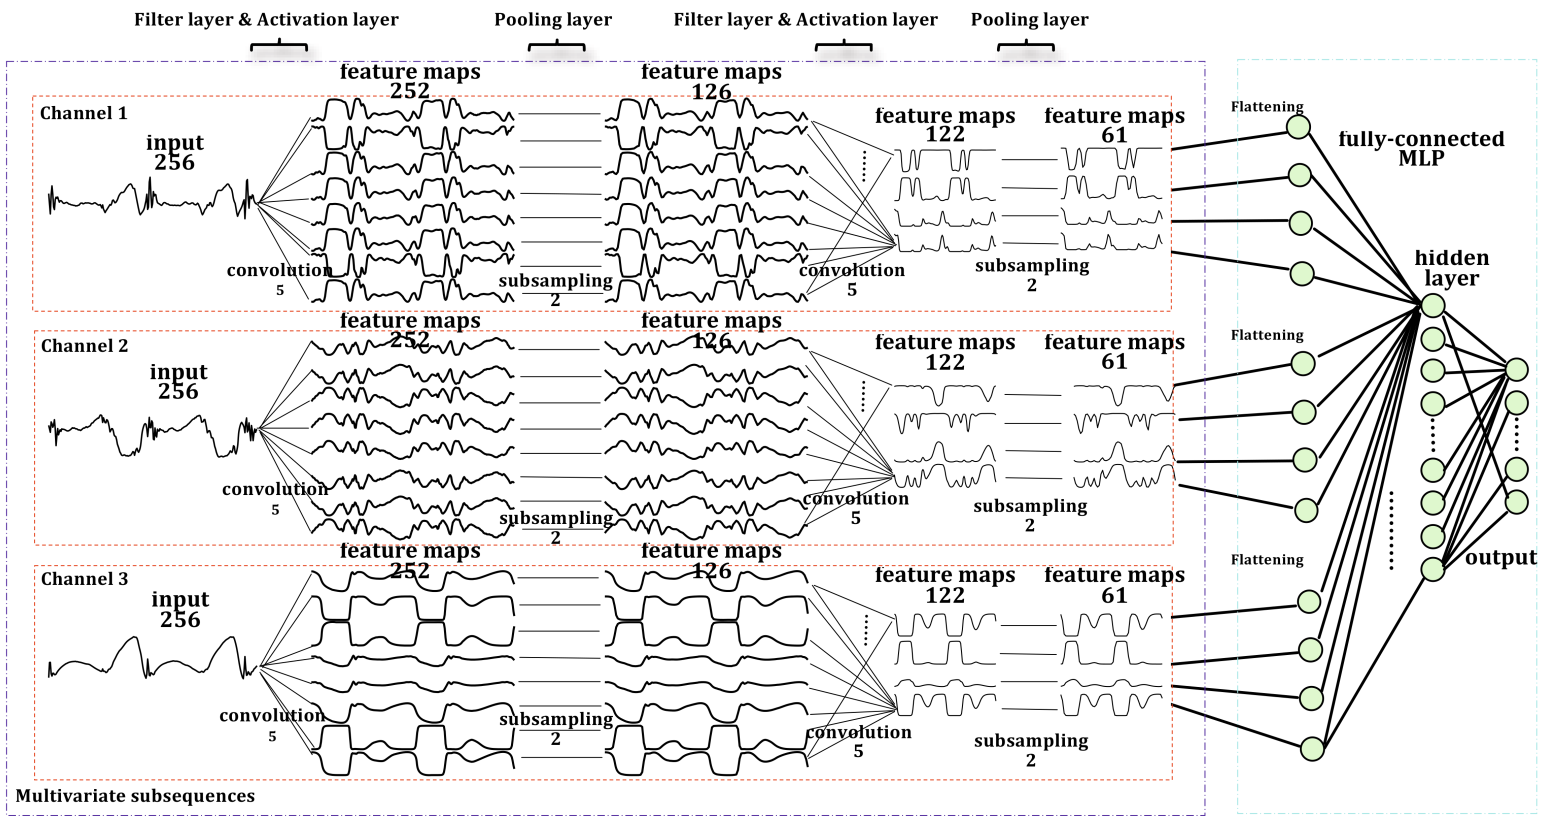 Filter layer & Activation layer
Pooling layer
Filter layer & Activation layer
Pooling layer
Channel 1
input
256
feature maps
252
convolution
5
subsampling
2
feature maps
126
convolution
5
feature maps
122
subsampling
2
feature maps
61
Flattening
fully-connected
MLP
hidden
layer
Channel 2
input
256
feature maps
252
convolution
5
subsampling
2
feature maps
126
convolution
5
feature maps
122
subsampling
2
feature maps
61
Flattening
Channel 3
input
256
feature maps
252
convolution
5
subsampling
2
feature maps
126
convolution
5
feature maps
122
subsampling
2
feature maps
61
Flattening
output
Multivariate subsequences